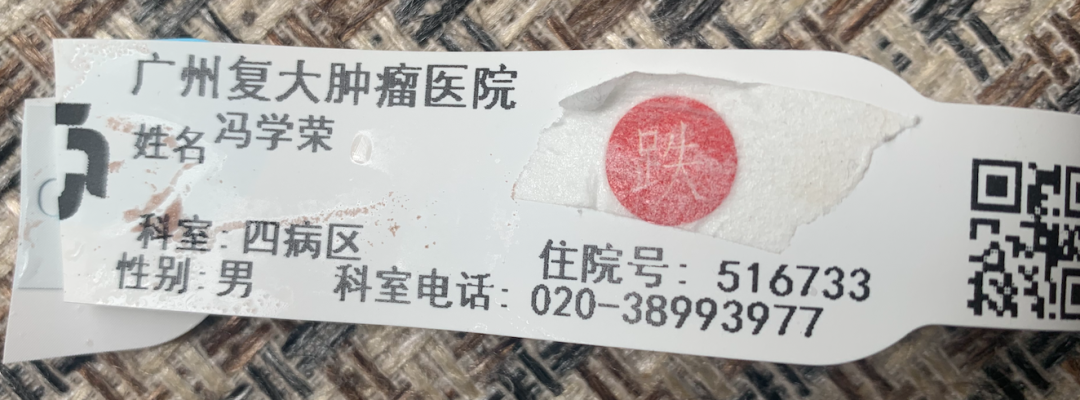 广州复大肿瘤医院
姓名 冯学荣
跌
科室: 四病区
住院号: 516733
性别: 男 科室电话: 020-38993977